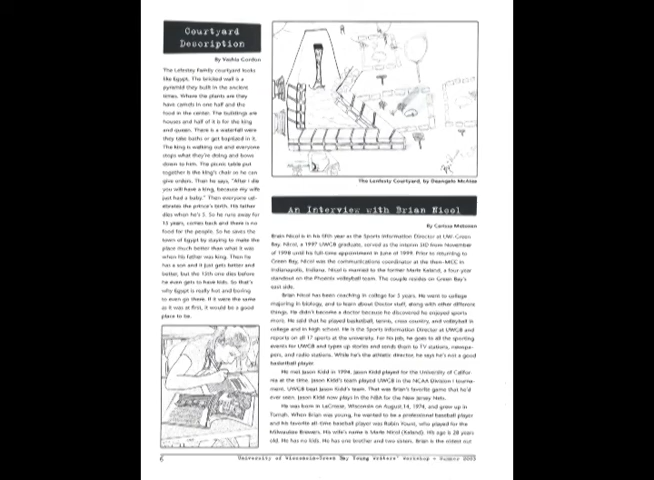 Courtyard
Description
By Vashia Gordon
The Lefestey Family courtyard looks
like Egypt. The bricked wall is a
pyramid they built in the ancient
times. Where the plants are they
have camels in one half and the
food in the center. The buildings are
houses and half of it is for the king
and queen. There is a waterfall were
they take baths or get baptized in it.
The king is walking out and everyone
stops what they're doing and bows
down to him. The picnic table put
together is the king's chair so he can
give orders. Then he says, "After I die
you will have a king, because my wife
just had a baby." Then everyone cel-
ebrates the prince's birth. His father
dies when he's 3. So he runs away for
15 years, comes back and there is no
food for the people. So he saves the
town of Egypt by staying to make the
place much better than what it was
when his father was king. Then he
has a son and it just gets better and
better, but the 15th one dies before
he even gets to have kids. So that's
why Egypt is really hot and boring
to even go there. If it were the same
as it was at first, it would be a good
place to be.
The Lenfesty Courtyard, by Deangelo McAtee
An Interview with Brian Nicol
By Carissa
Brain Nicol is in his fifth year as the Sports Information Director at UW- Green
Bay. Nicol, a 1997 UWGB graduate, served as the interim SID from November
of 1998 until his full time appointment in June of 1999. Prior to returning to
Green Bay, Nicol was the communications coordinator at the then-MCC in
Indianapolis, Indiana. Nicol is married to the former Marie Kaland, a four-year
standout on the Phoenix volleyball team. The couple resides on Green Bay's
east side.
Brian Nicol has been reaching in college for 5 years. He went to college
majoring in biology, and to learn about Doctor stuff, along with other different
things. He didn't become a doctor because he discovered he enjoyed sports
more. He said that he played basketball, tennis, cross country, and volleyball in
college and in high school. He is the Sports Information Director at UWGB and
reports on all 17 sports at the university. For his job, he goes to all the sporting
events for UWGB and types up stories and sends them to TV stations, newspa-
pers, and radio stations. While he's the athletic director, he says he's not a good
basketball player.
He met Jason Kidd in 1994. Jason Kidd played for the University of Califor-
nia at the time. Jason Kidd's team played UWGB in the NCAA Division I tourna-
ment. UWGB beat Jason Kidd's team. That was Brian's favorite game that he'd
ever seen. Jason Kidd now plays in the NBA for the New Jersey Nets.
He was born in LaCrosse, Wisconsin on August 14, 1974, and grew up in
Tomah. When Brian was young, he wanted to be a professional baseball player
and his favorite all-time baseball player was Robin Yount, who played for the
Milwaukee Brewers. His wife's name is Marie Nicol (Kaland). His age is 28 years
old. He has no kids. He has one brother and two sisters. Brian is the oldest out
6
University of Wisconsin-Green Bay Young Writers' Workshop - Summer 2003